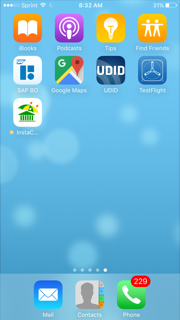 Sprint 8:32 AM 31%
iBooks Podcasts Tips Find Friends
UDID
SAP BO Google Maps UDID TestFlight
InstaC...
229
Mail Contacts Phone